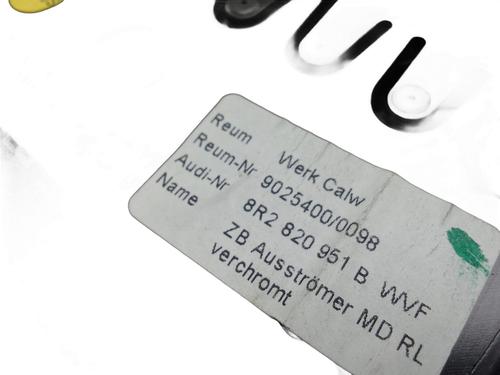 Reum Werk Calw
Reum-Nr 9025400/0098
Audi-Nr 8R2 820 951 B WVF
Name ZB Ausströmer MD RL
verchromt